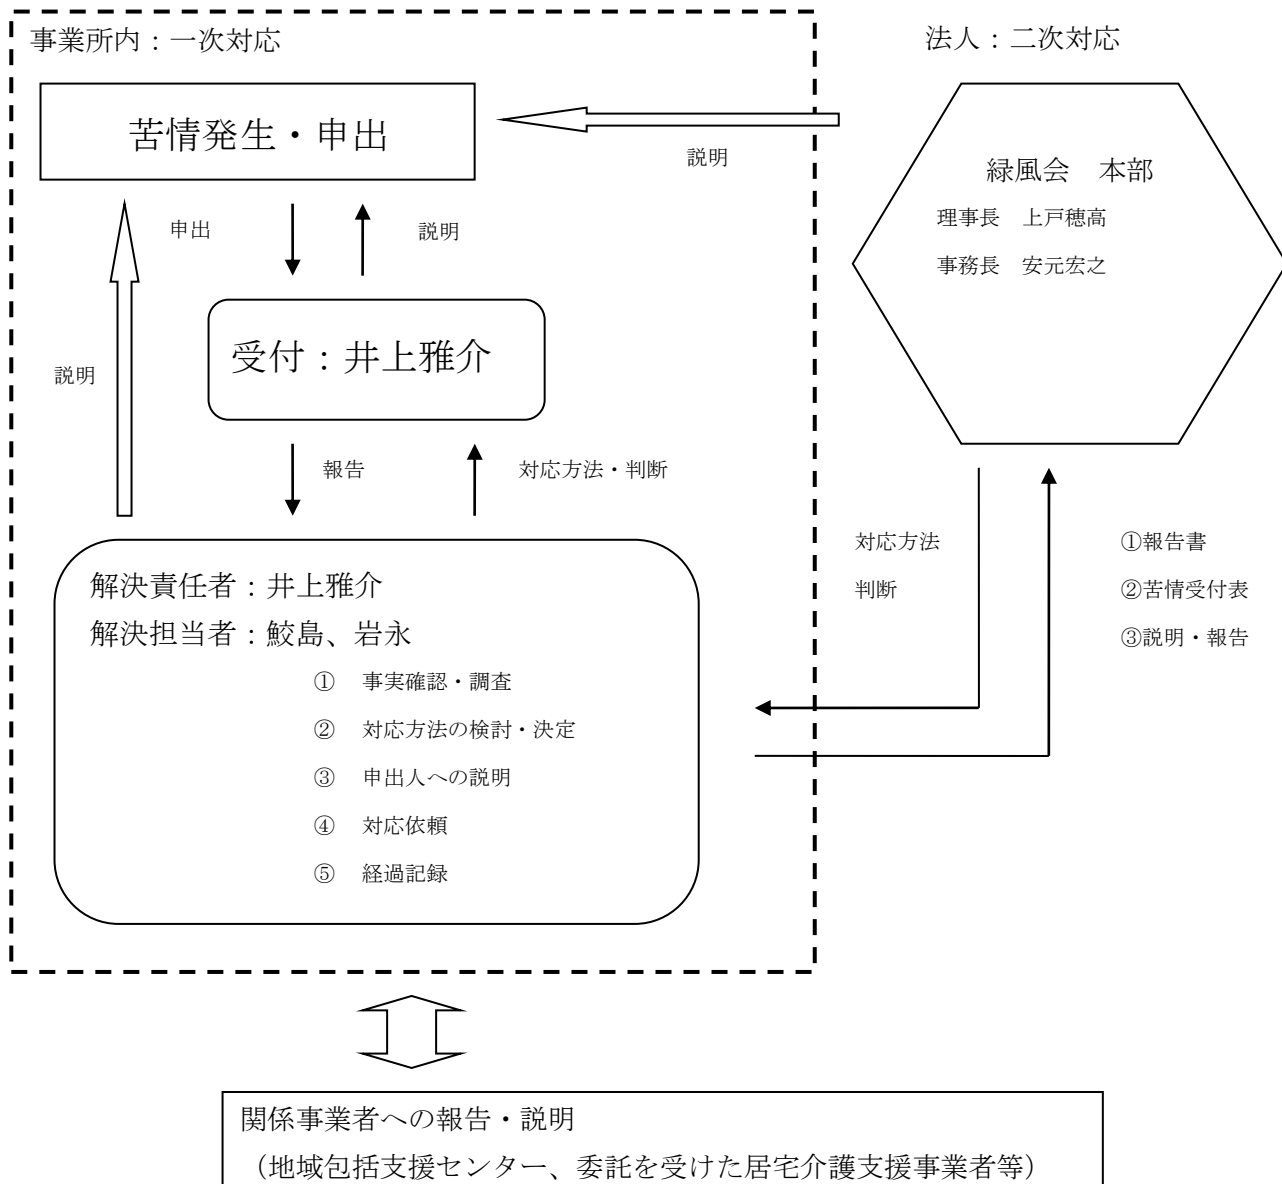 事業所内：一次対応
法人：二次対応
苦情発生・申出
説明
緑風会　本部
理事長　上戸穂高
事務長　安元宏之
申出
説明
受付：井上雅介
説明
報告
対応方法・判断
解決責任者：井上雅介
解決担当者：鮫島、岩永
①　事実確認・調査
②　対応方法の検討・決定
③　申出人への説明
④　対応依頼
⑤　経過記録
対応方法
判断
①報告書
②苦情受付表
③説明・報告
関係事業者への報告・説明
（地域包括支援センター、委託を受けた居宅介護支援事業者等）